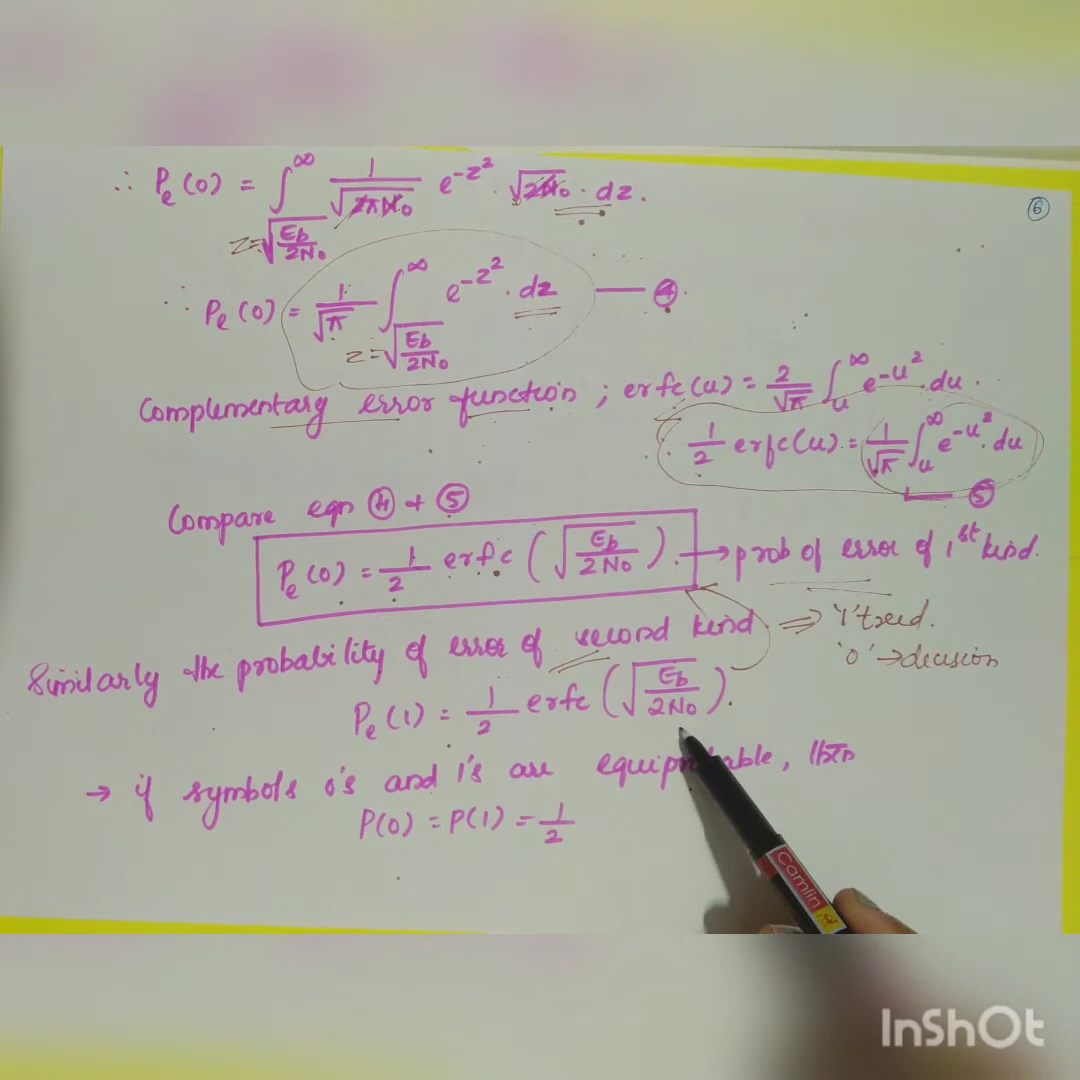 ∴ Pe(0) = ∫_{z=√(Eb/2N₀)}^{∞} 1/√(2πN₀) e^{-z²} √(2N₀) · dz.
⑥
∴ Pe(0) = 1/√π ∫_{z=√(Eb/2N₀)}^{∞} e^{-z²} · dz — ④
Complementary error function ; erfc(u) = 2/√π ∫_u^∞ e^{-u²} · du.
1/2 erfc(u) = 1/√π ∫_u^∞ e^{-u²} · du
— ⑤
Compare eqn ④ + ⑤
Pe(0) = 1/2 erfc (√(Eb/2N₀)). → prob of error of 1st kind.
Similarly the probability of error of second kind ⇒ '1' txed.
'0' → decision
Pe(1) = 1/2 erfc (√(Eb/2N₀)).
→ if symbols 0's and 1's are equiprobable,
P(0) = P(1) = 1/2
Camlin
InShOt